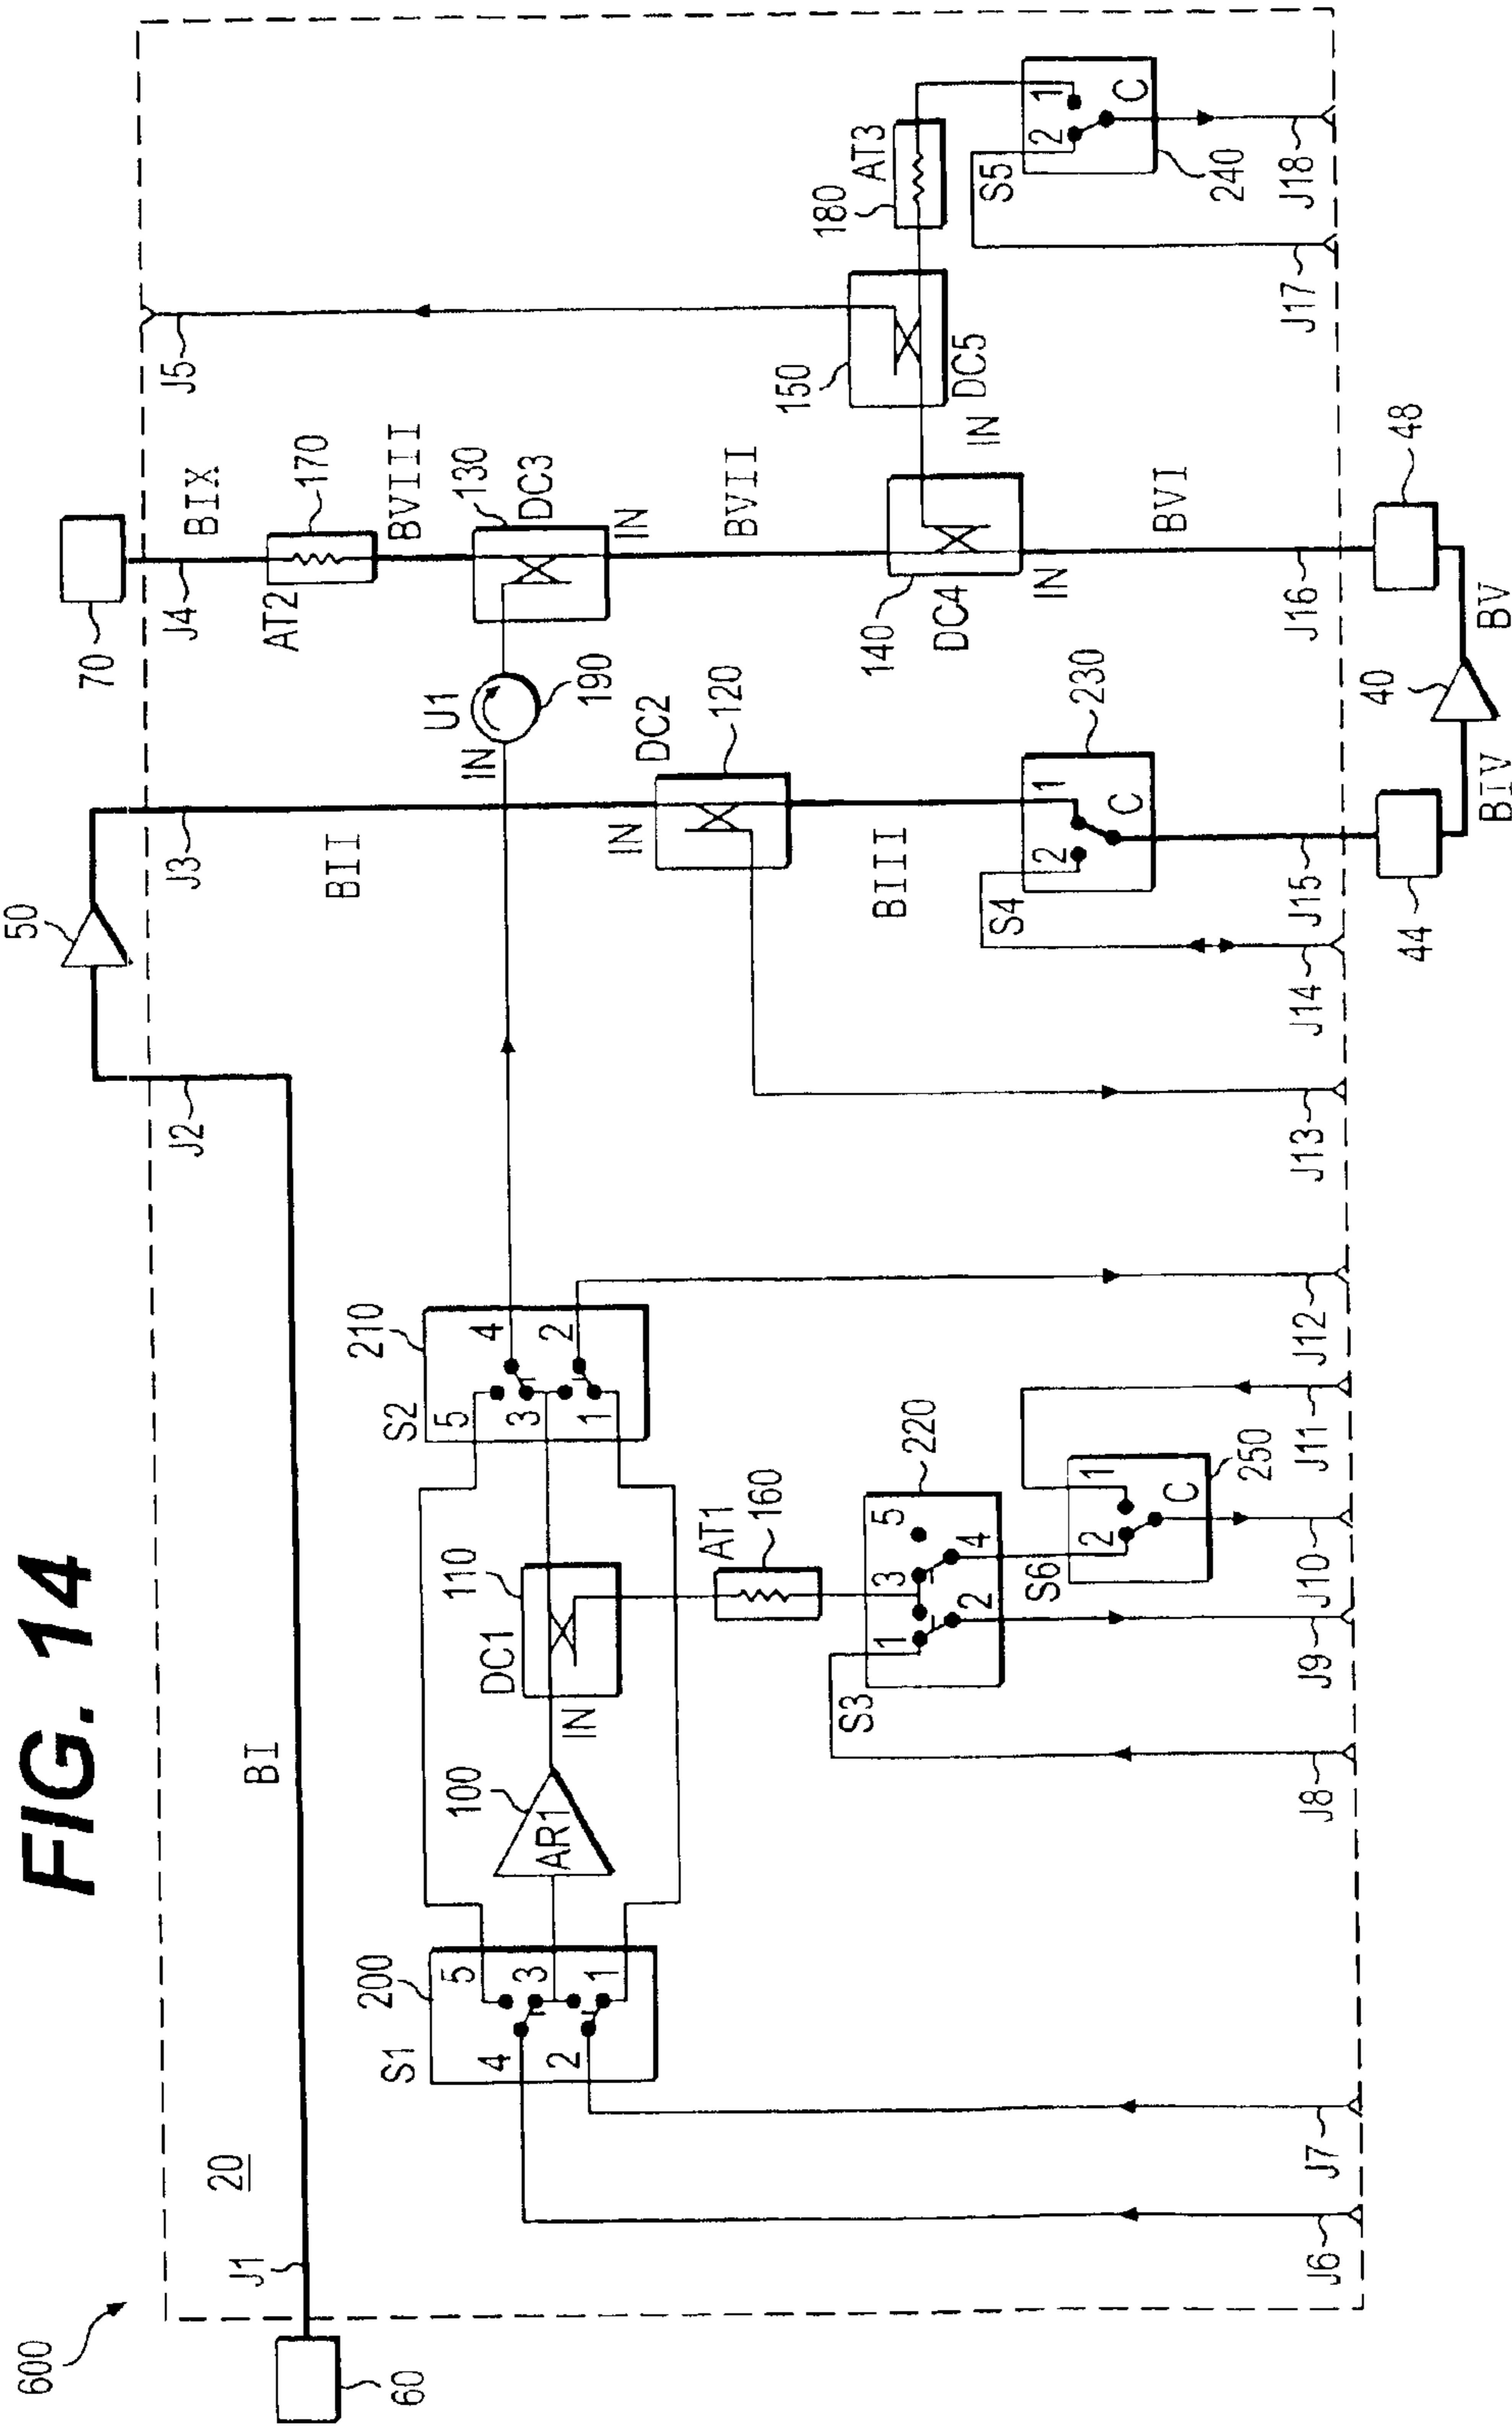 FIG. 14
600
60
J1
20
BI
J2
50
J3
BII
70
J4
BIX
AT2
170
BVIII
130
DC3
IN
BVII
J5
S1
200
4
2
5
3
1
100
AR1
DC1
110
IN
S2
210
5
3
1
4
2
IN
U1
190
DC2
120
IN
BIII
140
DC4
IN
BVI
150
DC5
IN
180
AT3
AT1
160
S3
220
1
3
5
2
4
S6
2
1
C
250
S4
2
1
C
230
S5
2
1
C
240
J6
J7
J8
J9
J10
J11
J12
J13
J14
J15
J16
J17
J18
44
BIV
40
BV
48